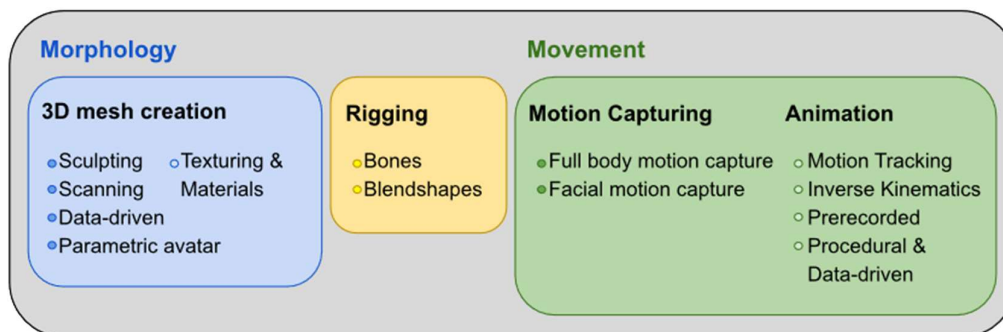 Morphology
3D mesh creation
Sculpting
Scanning
Data-driven
Parametric avatar
Texturing &
Materials
Rigging
Bones
Blendshapes
Movement
Motion Capturing
Full body motion capture
Facial motion capture
Animation
Motion Tracking
Inverse Kinematics
Prerecorded
Procedural &
Data-driven